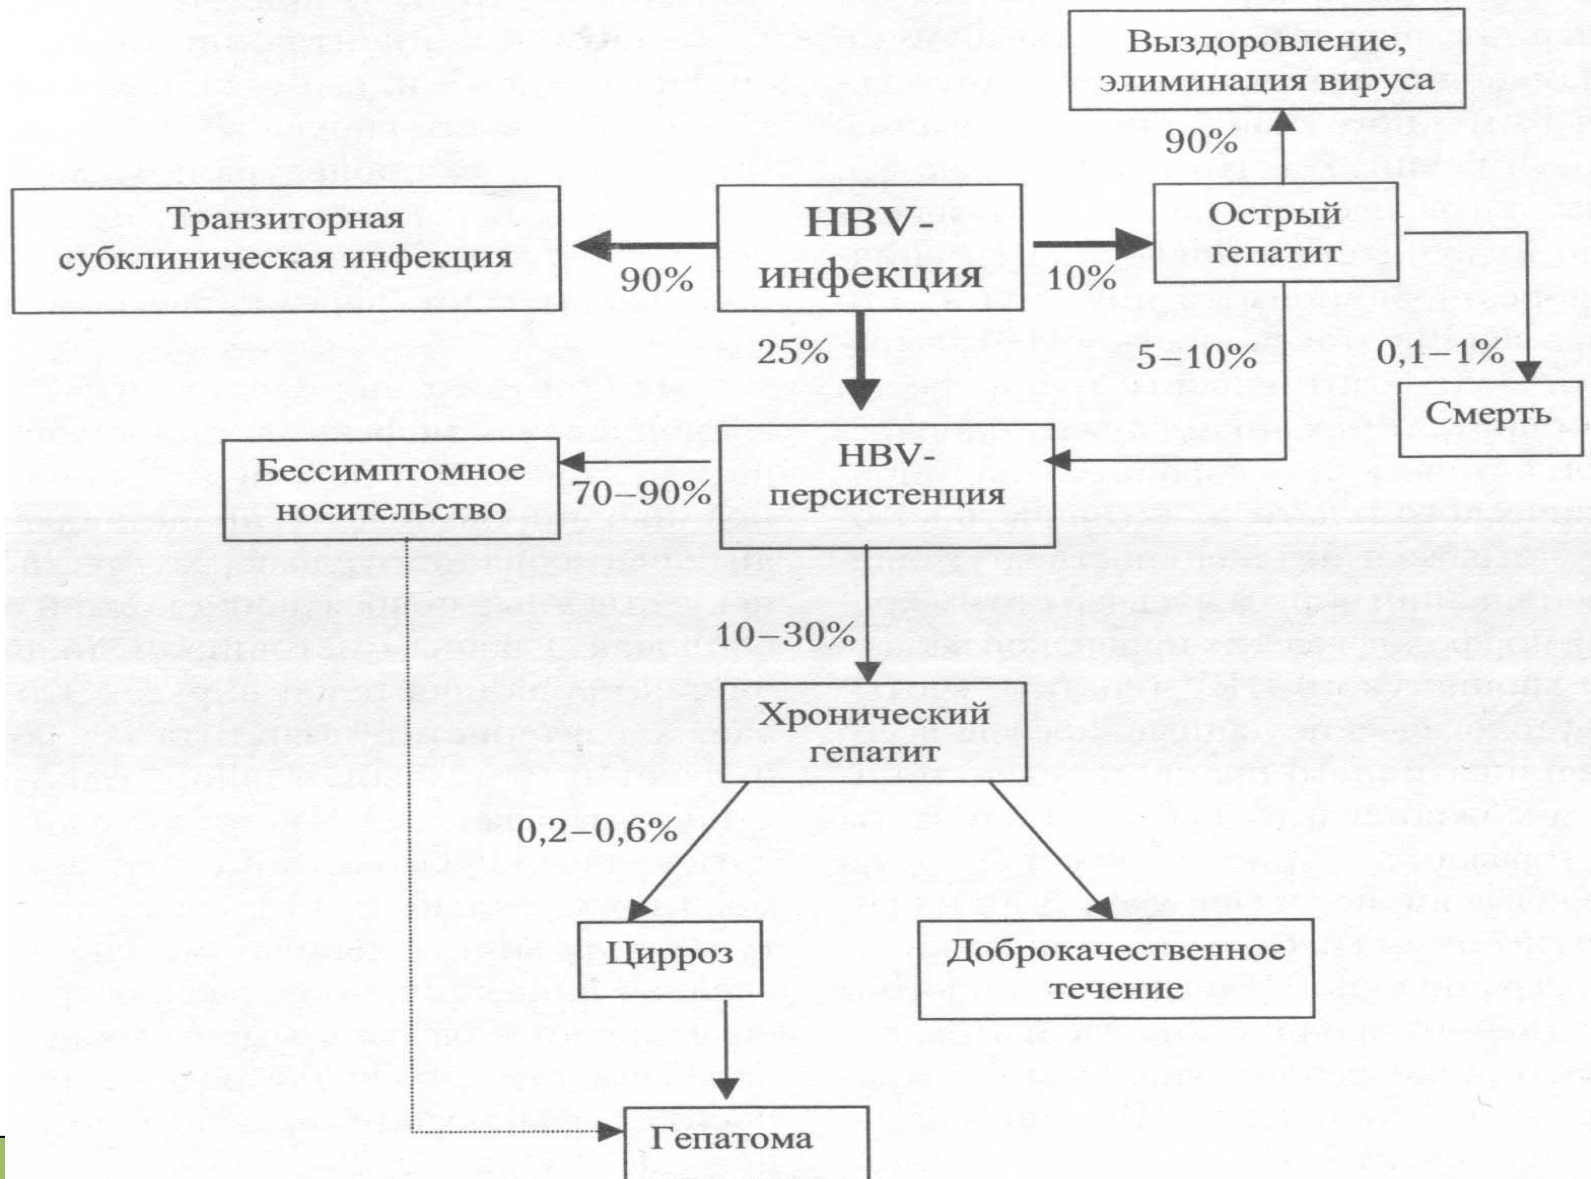 Выздоровление,
элиминация вируса
90%
Транзиторная
субклиническая инфекция
90%
HBV-
инфекция
10%
Острый
гепатит
25%
5–10%
0,1–1%
Смерть
Бессимптомное
носительство
70–90%
HBV-
персистенция
10–30%
Хронический
гепатит
0,2–0,6%
Цирроз
Доброкачественное
течение
Гепатома